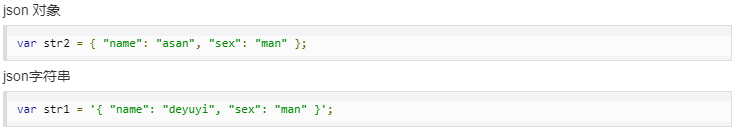 json 对象
var str2 = { "name": "asan", "sex": "man" };
json字符串
var str1 = '{ "name": "deyuyi", "sex": "man" }';